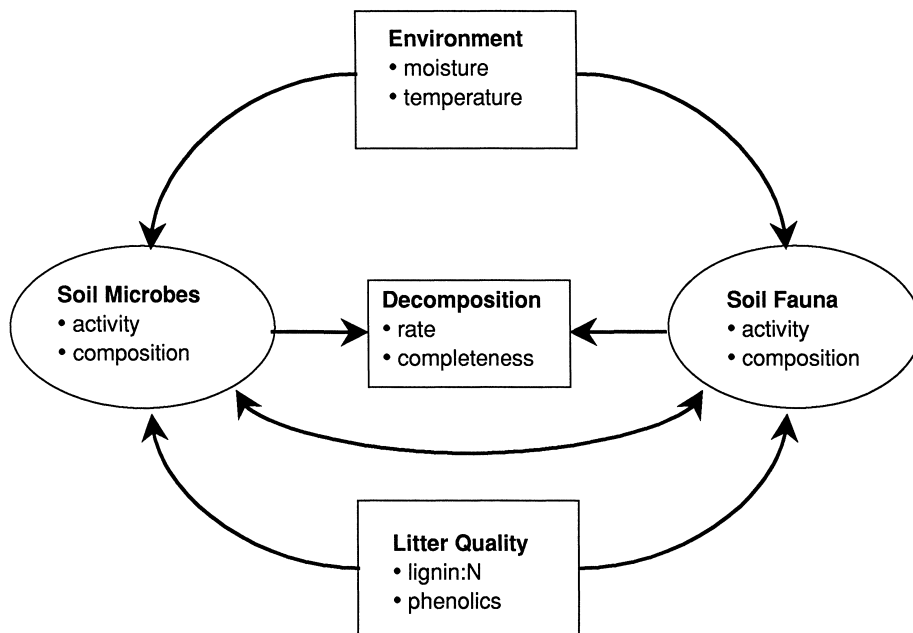 Environment
• moisture
• temperature
Soil Microbes
• activity
• composition
Decomposition
• rate
• completeness
Soil Fauna
• activity
• composition
Litter Quality
• lignin:N
• phenolics